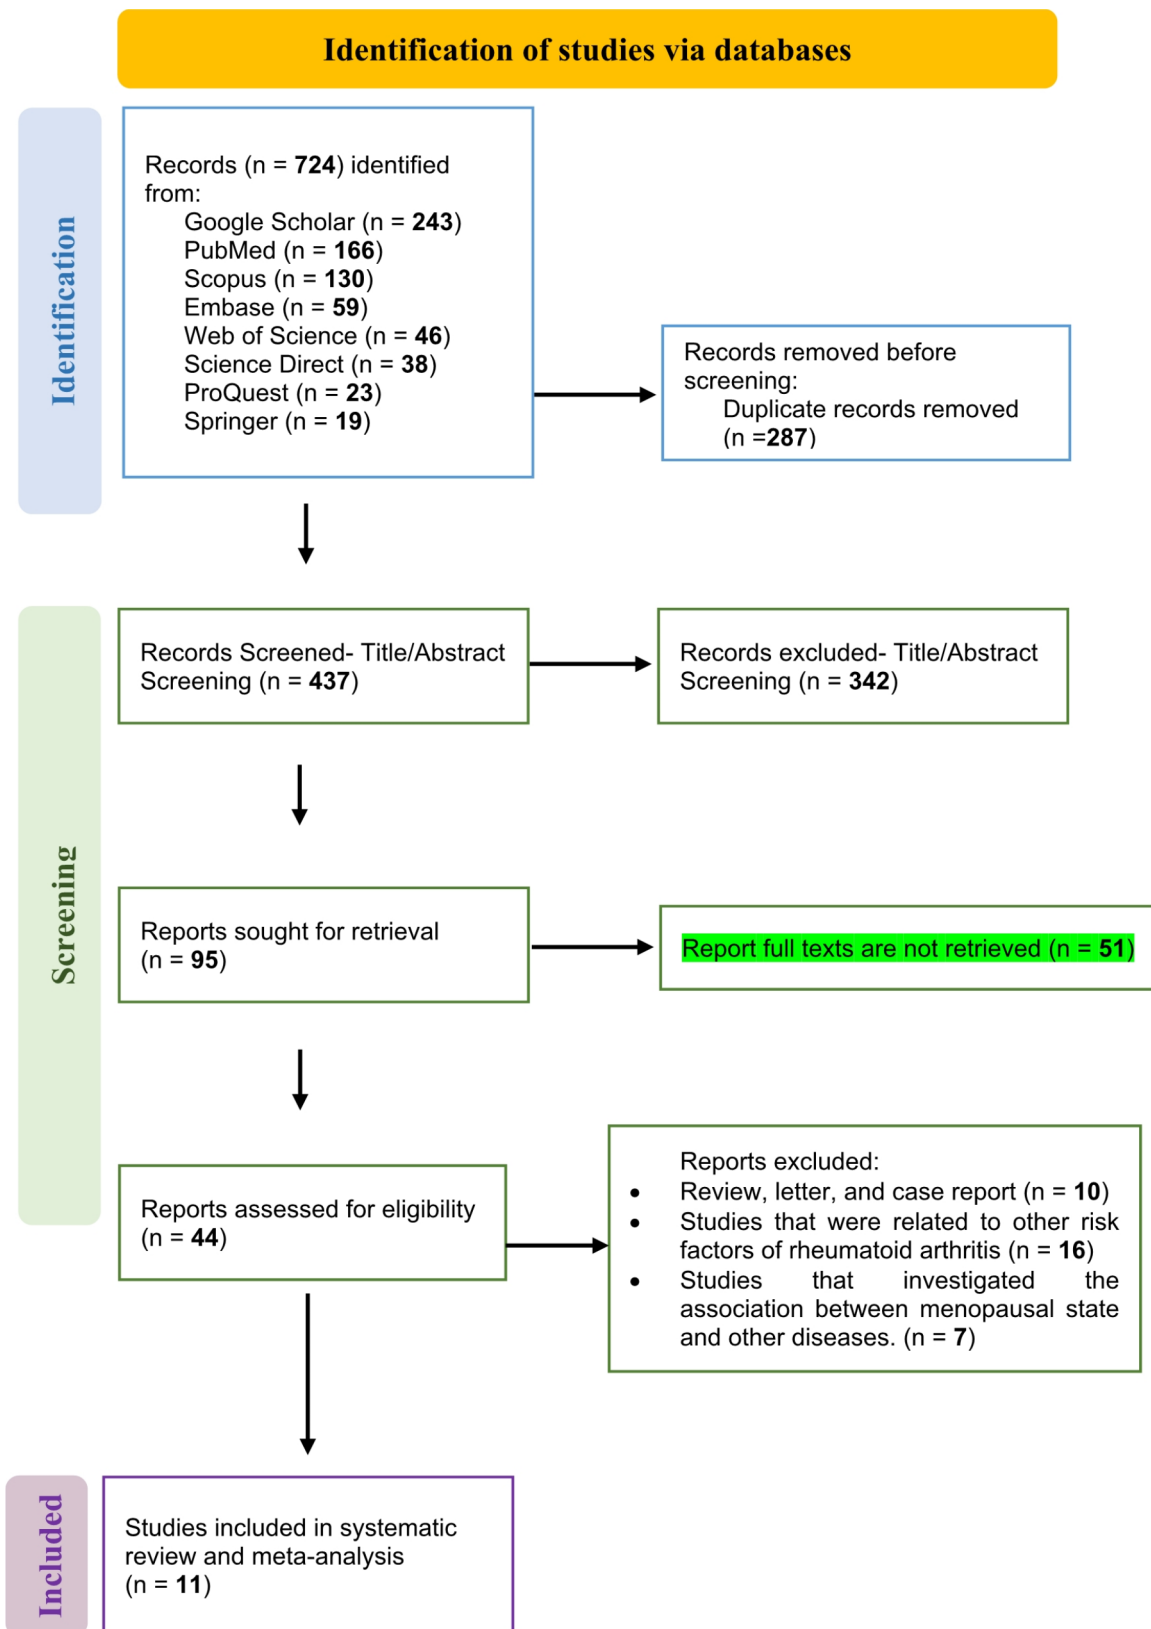 Identification of studies via databases
Identification
Records (n = 724) identified
from:
Google Scholar (n = 243)
PubMed (n = 166)
Scopus (n = 130)
Embase (n = 59)
Web of Science (n = 46)
Science Direct (n = 38)
ProQuest (n = 23)
Springer (n = 19)
Records removed before
screening:
Duplicate records removed
(n =287)
Screening
Records Screened- Title/Abstract
Screening (n = 437)
Records excluded- Title/Abstract
Screening (n = 342)
Reports sought for retrieval
(n = 95)
Report full texts are not retrieved (n = 51)
Reports assessed for eligibility
(n = 44)
Reports excluded:
• Review, letter, and case report (n = 10)
• Studies that were related to other risk
factors of rheumatoid arthritis (n = 16)
• Studies that investigated the
association between menopausal state
and other diseases. (n = 7)
Included
Studies included in systematic
review and meta-analysis
(n = 11)